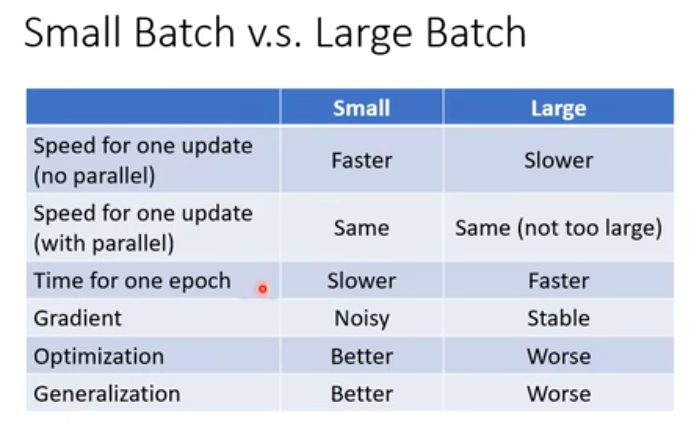 Small Batch v.s. Large Batch
Small Large
Speed for one update
(no parallel) Faster Slower
Speed for one update
(with parallel) Same Same (not too large)
Time for one epoch Slower Faster
Gradient Noisy Stable
Optimization Better Worse
Generalization Better Worse